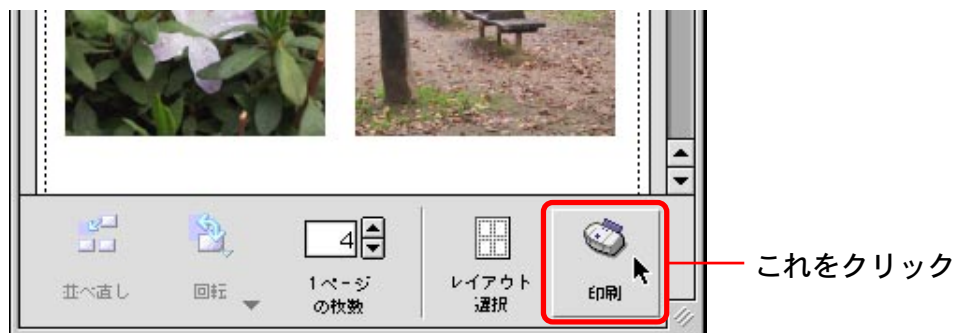 4
並べ直し
回転
1ページ
の枚数
レイアウト
選択
印刷
これをクリック